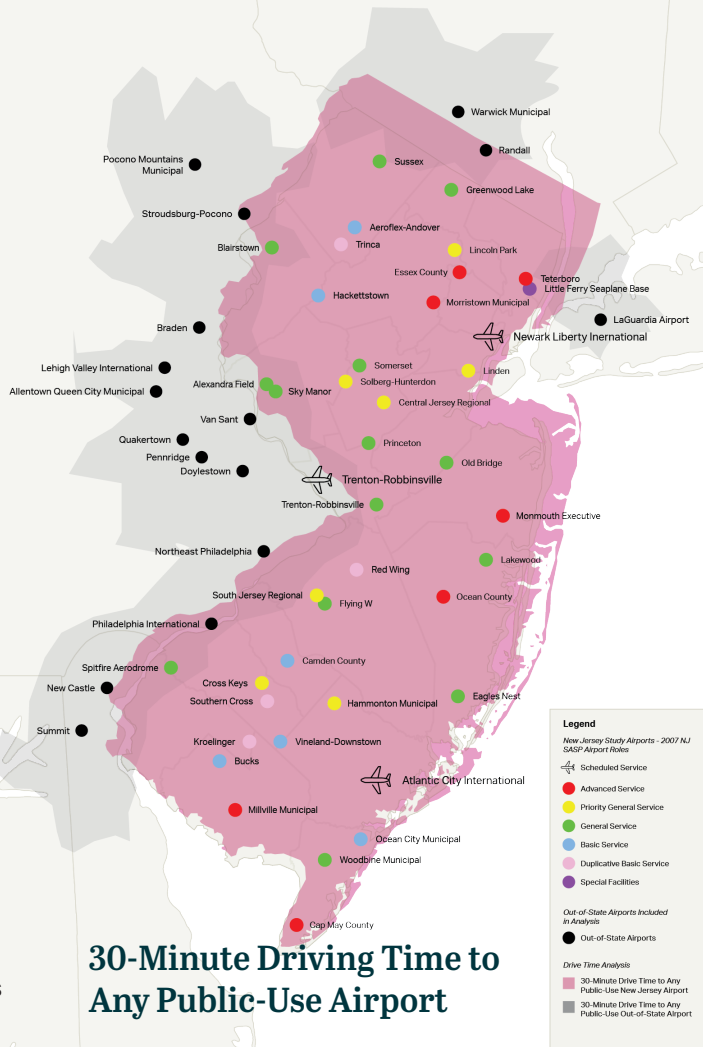 Warwick Municipal
Randall
Pocono Mountains
Municipal
Sussex
Greenwood Lake
Stroudsburg-Pocono
Aeroflex-Andover
Trinca
Blairstown
Lincoln Park
Essex County
Teterboro
Little Ferry Seaplane Base
Hackettstown
Morristown Municipal
LaGuardia Airport
Braden
Newark Liberty Inernational
Lehigh Valley International
Somerset
Linden
Allentown Queen City Municipal
Alexandra Field
Sky Manor
Solberg-Hunterdon
Central Jersey Regional
Van Sant
Quakertown
Princeton
Pennridge
Old Bridge
Doylestown
Trenton-Robbinsville
Trenton-Robbinsville
Monmouth Executive
Northeast Philadelphia
Lakewood
Red Wing
South Jersey Regional
Flying W
Ocean County
Philadelphia International
Camden County
Spitfire Aerodrome
Cross Keys
New Castle
Southern Cross
Hammonton Municipal
Eagles Nest
Summit
Kroelinger
Vineland-Downstown
Bucks
Atlantic City International
Millville Municipal
Ocean City Municipal
Woodbine Municipal
Cap May County
30-Minute Driving Time to
Any Public-Use Airport
s
Legend
New Jersey Study Airports - 2007 NJ
SASP Airport Roles
Scheduled Service
Advanced Service
Priority General Service
General Service
Basic Service
Duplicative Basic Service
Special Facilities
Out-of-State Airports Included
in Analysis
Out-of-State Airports
Drive Time Analysis
30-Minute Drive Time to Any
Public-Use New Jersey Airport
30-Minute Drive Time to Any
Public-Use Out-of-State Airport